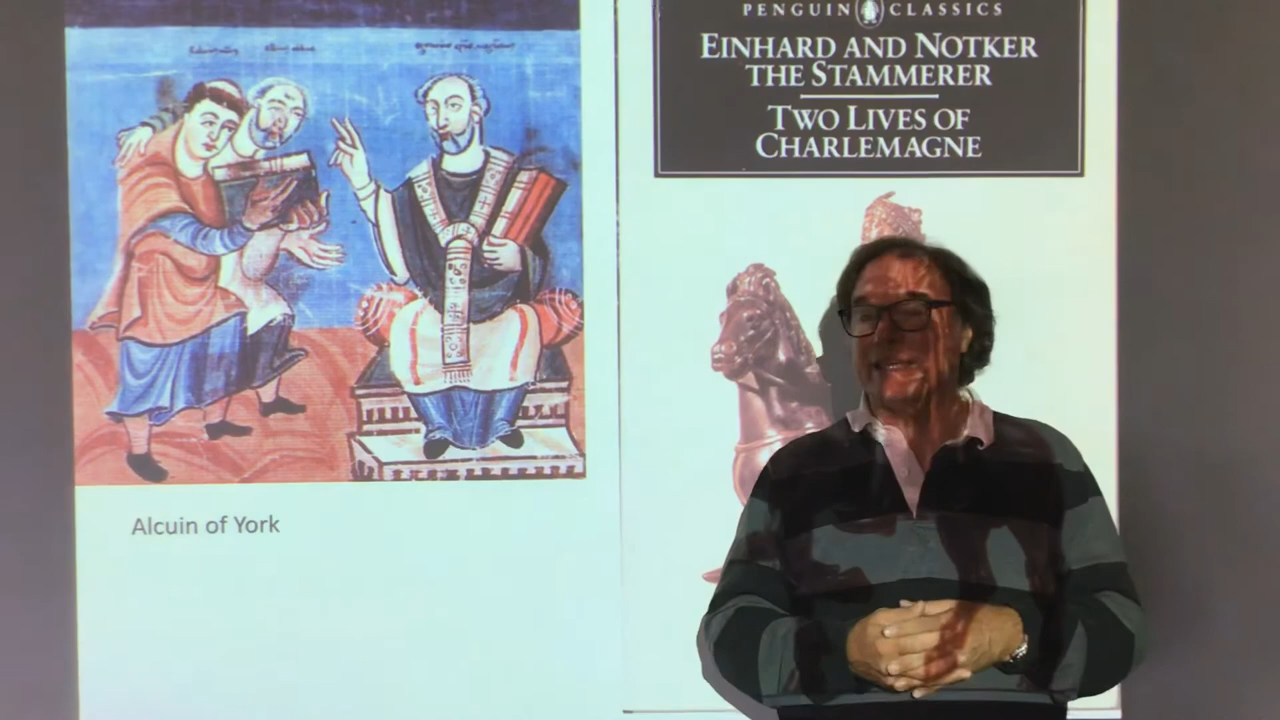 Alcuin of York
PENGUIN CLASSICS
EINHARD AND NOTKER
THE STAMMERER
TWO LIVES OF
CHARLEMAGNE